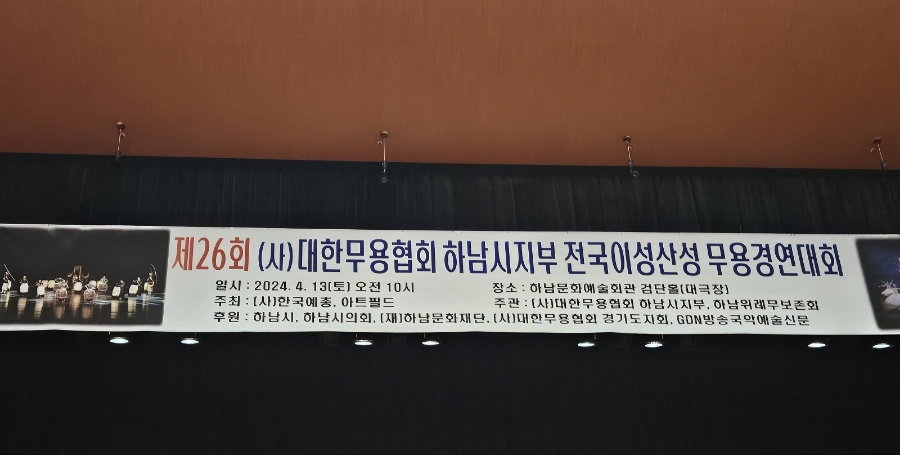 제26회 (사)대한무용협회 하남시지부 전국이성산성 무용경연대회
일시 : 2024. 4. 13(토) 오전 10시 장소 : 하남문화예술회관 검단홀(대극장)
주최 : (사)한국예총, 아트필드 주관 : (사)대한무용협회 하남시지부, 하남위례무보존회
후원 : 하남시, 하남시의회, (재)하남문화재단, (사)대한무용협회 경기도지회, GDN방송국악예술신문